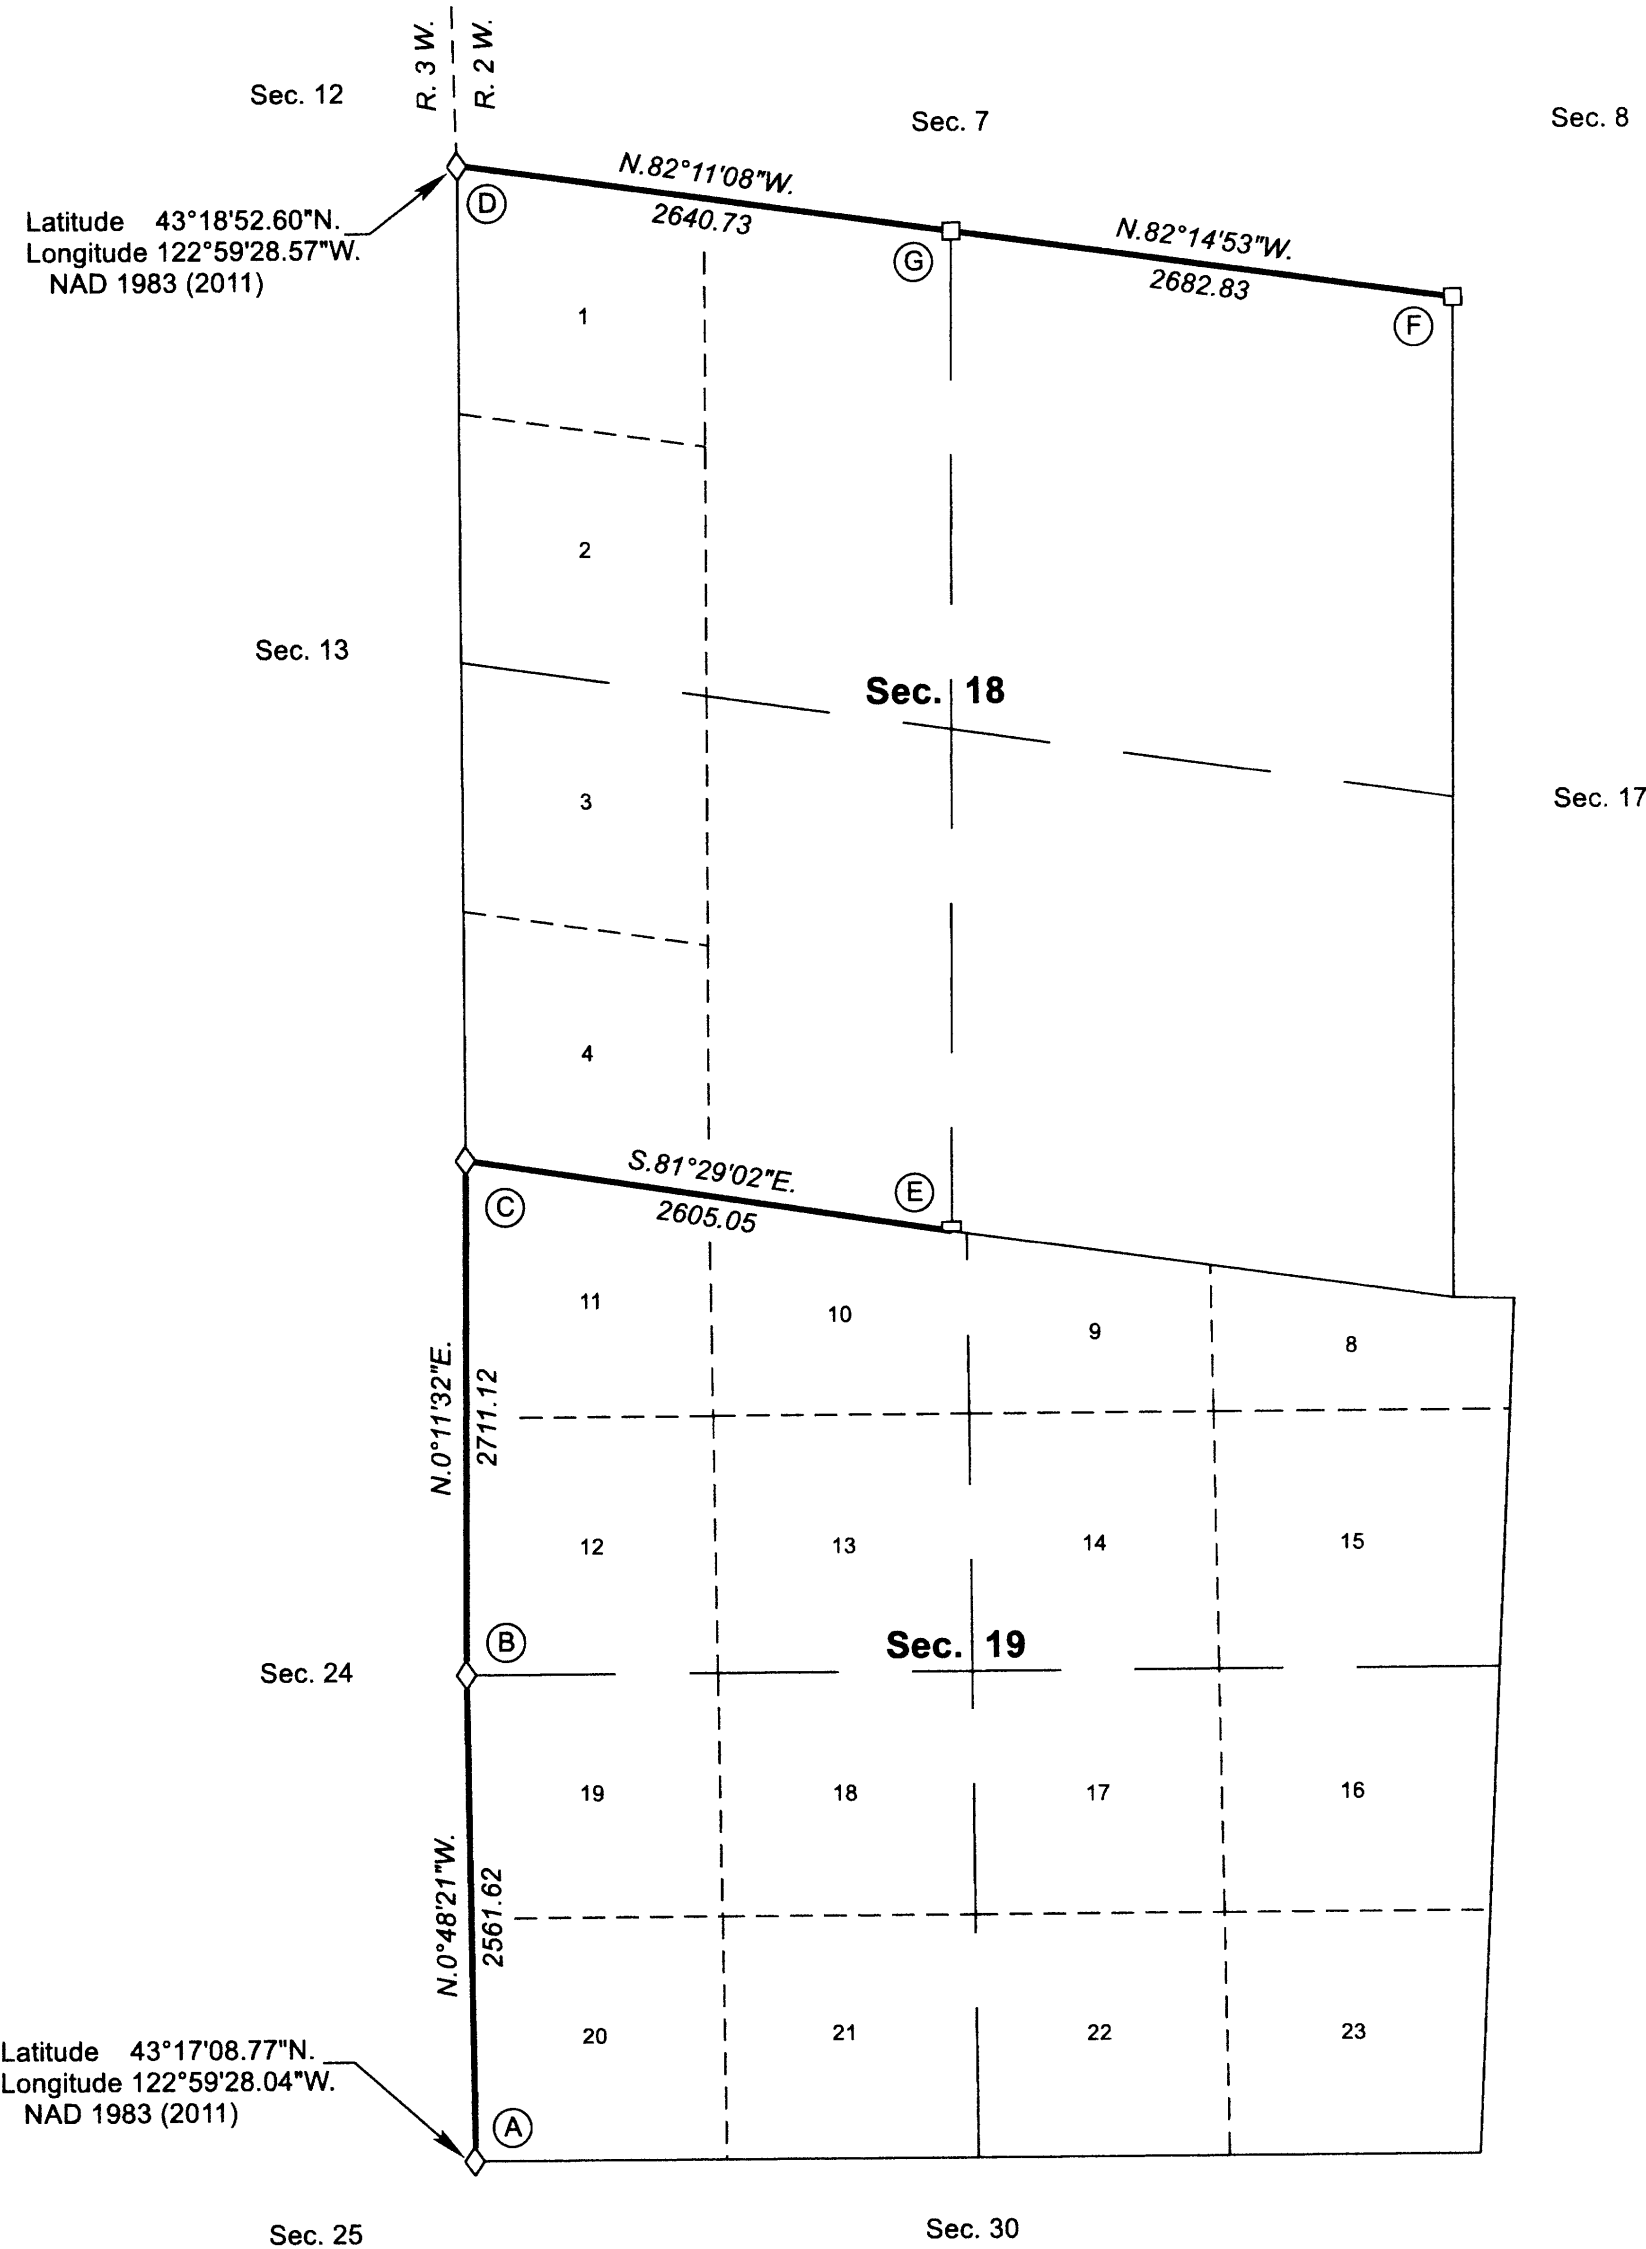 R. 3 W.
R. 2 W.
Sec. 12
Sec. 7
Sec. 8
N.82°11'08"W.
2640.73
D
Latitude 43°18'52.60"N.
Longitude 122°59'28.57"W.
NAD 1983 (2011)
N.82°14'53"W.
2682.83
G
F
1
2
Sec. 13
Sec. 18
3
Sec. 17
4
S.81°29'02"E.
2605.05
E
C
11
10
9
8
N.0°11'32"E.
2711.12
12
13
14
15
B
Sec. 19
Sec. 24
19
18
17
16
N.0°48'21"W.
2561.62
20
21
22
23
Latitude 43°17'08.77"N.
Longitude 122°59'28.04"W.
NAD 1983 (2011)
A
Sec. 25
Sec. 30